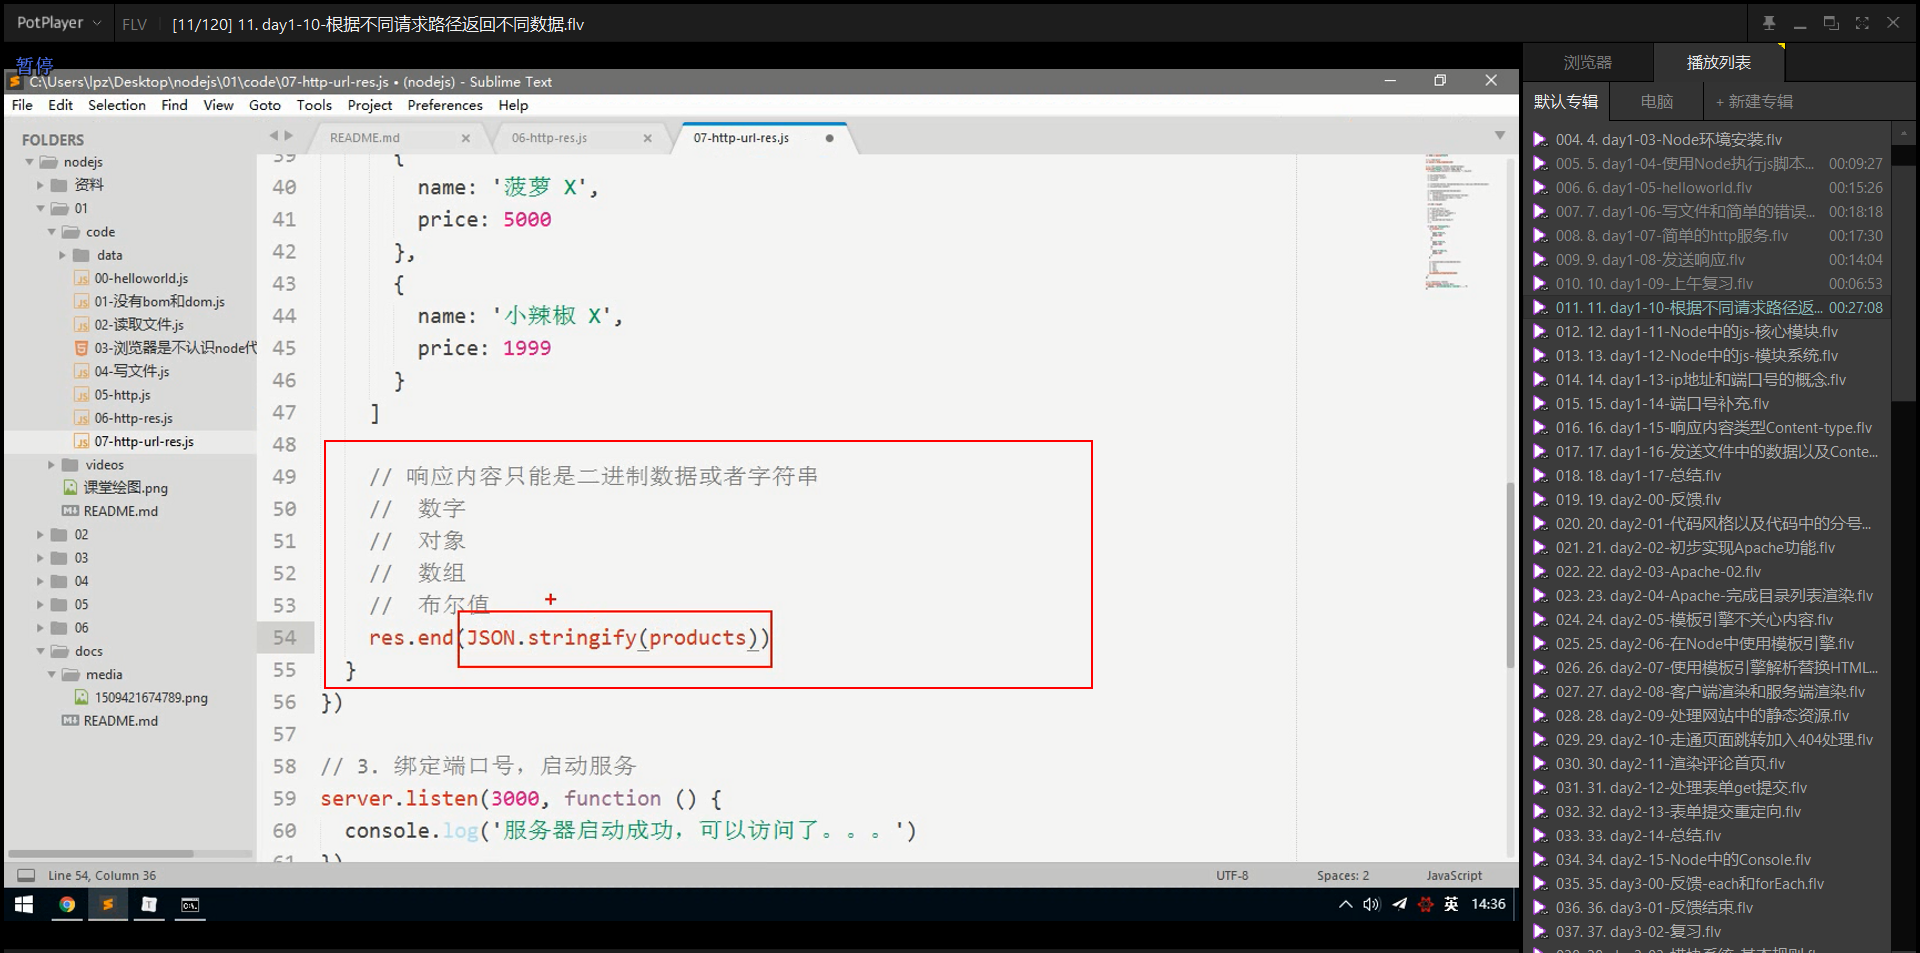 PotPlayer
FLV
[11/120] 11. day1-10-根据不同请求路径返回不同数据.flv
暂停
C:\Users\lpz\Desktop\nodejs\01\code\07-http-url-res.js • (nodejs) - Sublime Text
File Edit Selection Find View Goto Tools Project Preferences Help
FOLDERS
nodejs
资料
01
code
data
00-helloworld.js
01-没有bom和dom.js
02-读取文件.js
03-浏览器是不认识node代
04-写文件.js
05-http.js
06-http-res.js
07-http-url-res.js
videos
课堂绘图.png
README.md
02
03
04
05
06
docs
media
1509421674789.png
README.md
README.md
06-http-res.js
07-http-url-res.js
39 {
40 name: '菠萝 X',
41 price: 5000
42 },
43 {
44 name: '小辣椒 X',
45 price: 1999
46 }
47 ]
48
49 // 响应内容只能是二进制数据或者字符串
50 // 数字
51 // 对象
52 // 数组
53 // 布尔值
54 res.end(JSON.stringify(products))
55 }
56 })
57
58 // 3. 绑定端口号，启动服务
59 server.listen(3000, function () {
60 console.log('服务器启动成功，可以访问了。。。')
61 })
Line 54, Column 36
UTF-8
Spaces: 2
JavaScript
英
14:36
浏览器
播放列表
默认专辑
电脑
+ 新建专辑
004. 4. day1-03-Node环境安装.flv
005. 5. day1-04-使用Node执行js脚本... 00:09:27
006. 6. day1-05-helloworld.flv 00:15:26
007. 7. day1-06-写文件和简单的错误... 00:18:18
008. 8. day1-07-简单的http服务.flv 00:17:30
009. 9. day1-08-发送响应.flv 00:14:04
010. 10. day1-09-上午复习.flv 00:06:53
011. 11. day1-10-根据不同请求路径返... 00:27:08
012. 12. day1-11-Node中的js-核心模块.flv
013. 13. day1-12-Node中的js-模块系统.flv
014. 14. day1-13-ip地址和端口号的概念.flv
015. 15. day1-14-端口号补充.flv
016. 16. day1-15-响应内容类型Content-type.flv
017. 17. day1-16-发送文件中的数据以及Conte...
018. 18. day1-17-总结.flv
019. 19. day2-00-反馈.flv
020. 20. day2-01-代码风格以及代码中的分号...
021. 21. day2-02-初步实现Apache功能.flv
022. 22. day2-03-Apache-02.flv
023. 23. day2-04-Apache-完成目录列表渲染.flv
024. 24. day2-05-模板引擎不关心内容.flv
025. 25. day2-06-在Node中使用模板引擎.flv
026. 26. day2-07-使用模板引擎解析替换HTML...
027. 27. day2-08-客户端渲染和服务端渲染.flv
028. 28. day2-09-处理网站中的静态资源.flv
029. 29. day2-10-走通页面跳转加入404处理.flv
030. 30. day2-11-渲染评论首页.flv
031. 31. day2-12-处理表单get提交.flv
032. 32. day2-13-表单提交重定向.flv
033. 33. day2-14-总结.flv
034. 34. day2-15-Node中的Console.flv
035. 35. day3-00-反馈-each和forEach.flv
036. 36. day3-01-反馈结束.flv
037. 37. day3-02-复习.flv